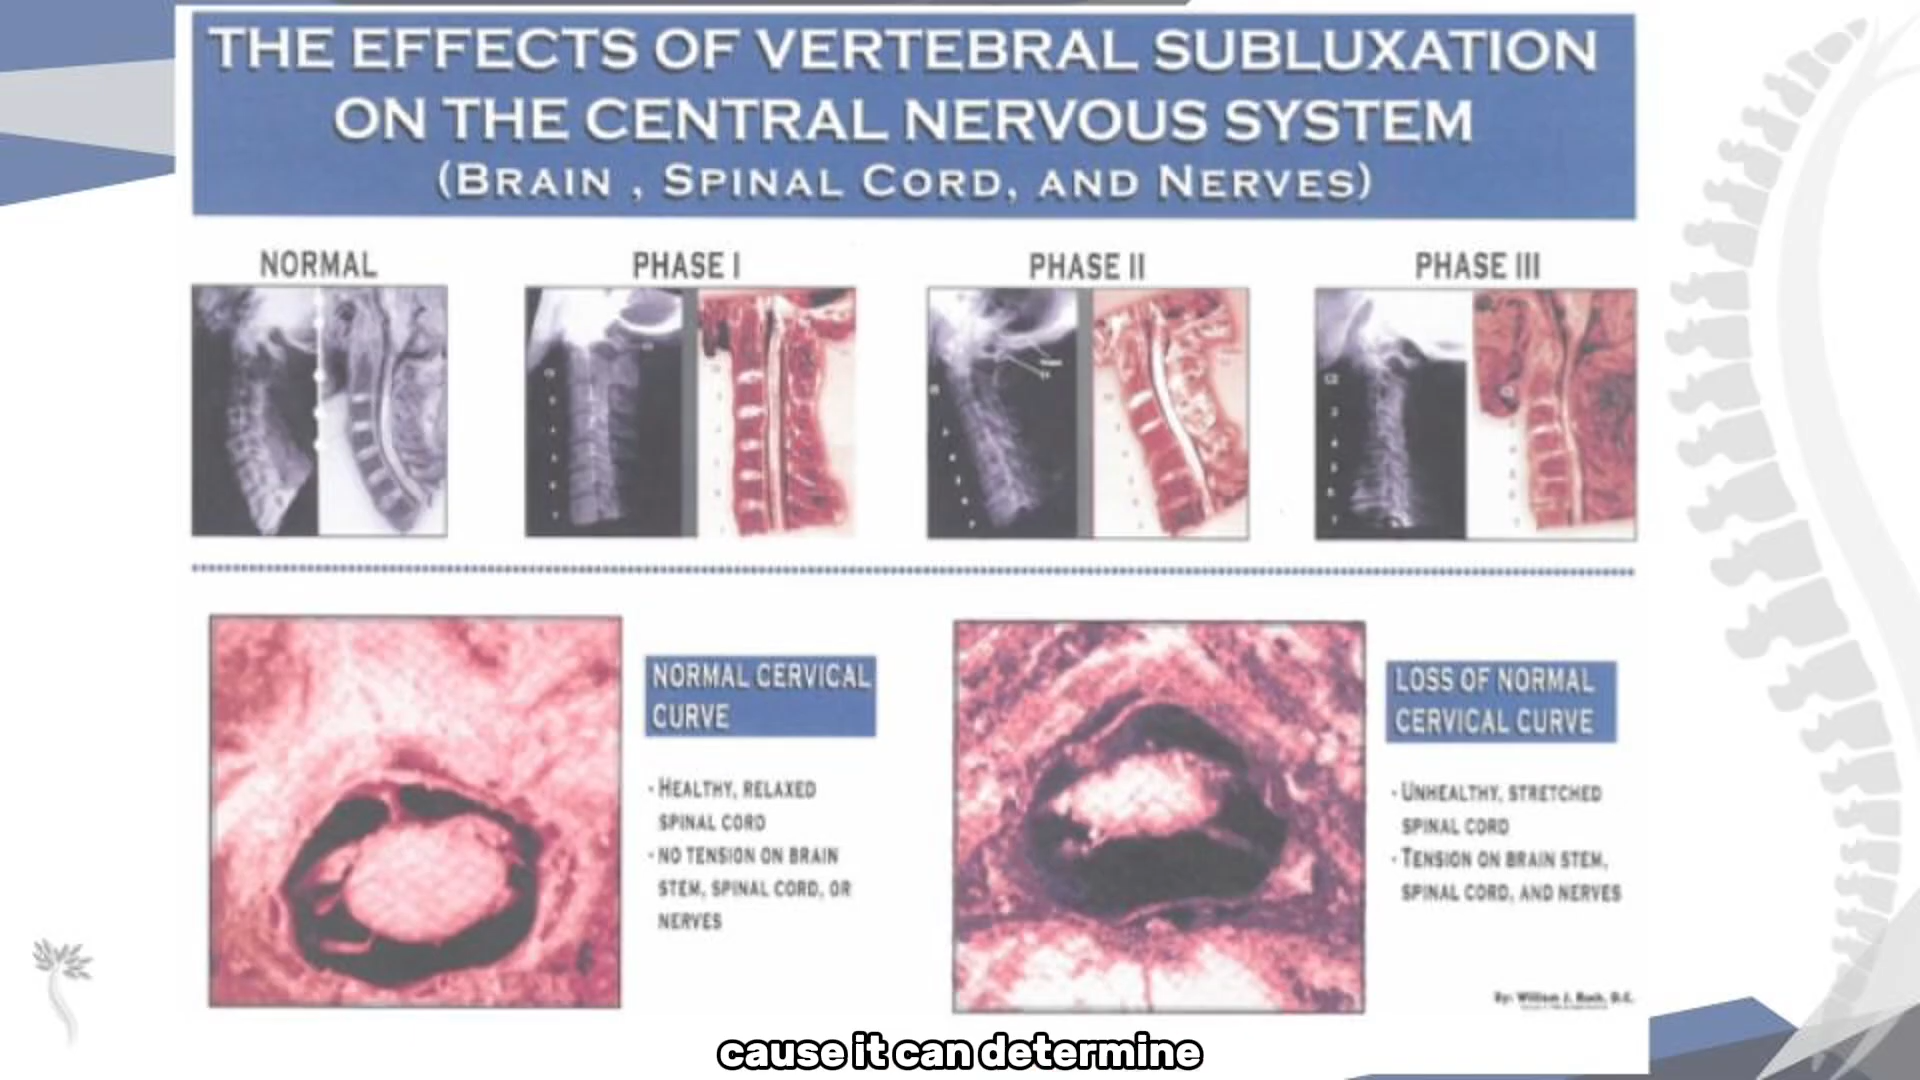 THE EFFECTS OF VERTEBRAL SUBLUXATION
ON THE CENTRAL NERVOUS SYSTEM
(BRAIN , SPINAL CORD, AND NERVES)
NORMAL
PHASE I
PHASE II
PHASE III
NORMAL CERVICAL
CURVE
- HEALTHY, RELAXED
SPINAL CORD
- NO TENSION ON BRAIN
STEM, SPINAL CORD, OR
NERVES
LOSS OF NORMAL
CERVICAL CURVE
- UNHEALTHY, STRETCHED
SPINAL CORD
- TENSION ON BRAIN STEM,
SPINAL CORD, AND NERVES
By: William J. D.C.
cause it can determine